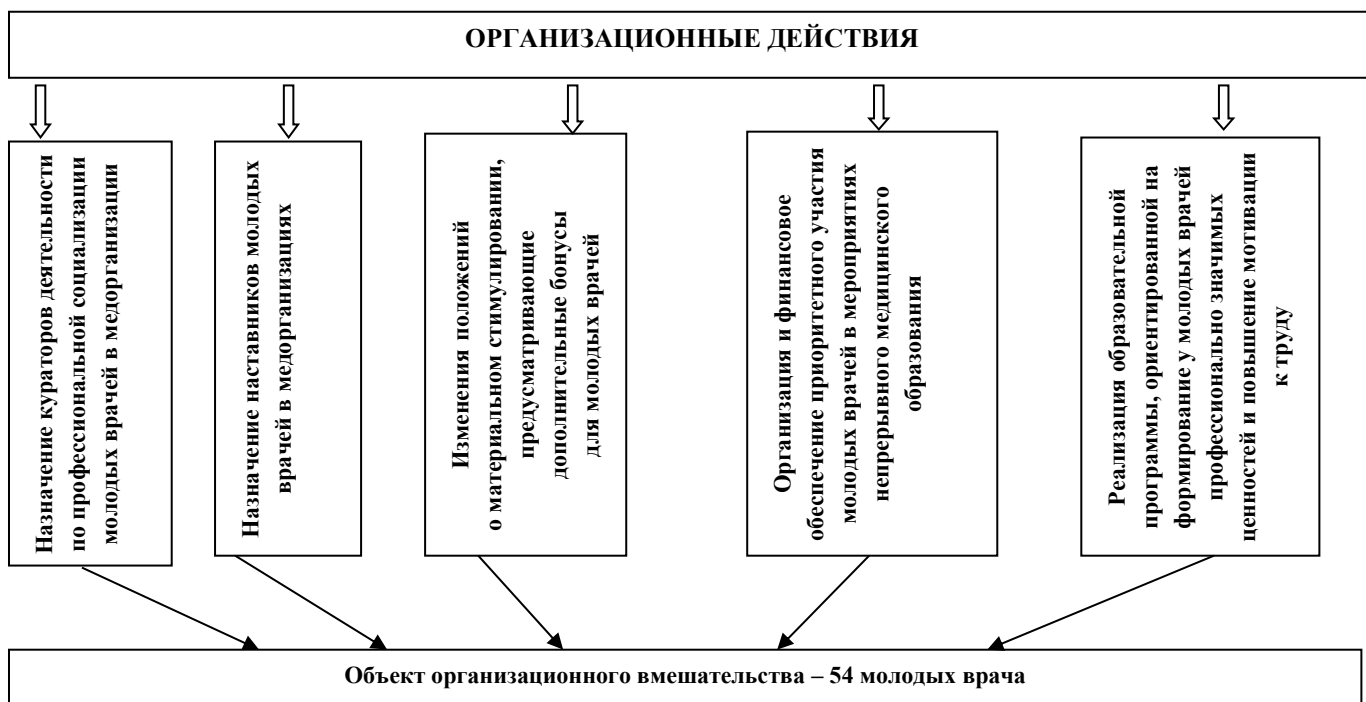 ОРГАНИЗАЦИОННЫЕ ДЕЙСТВИЯ
Назначение кураторов деятельности
по профессиональной социализации
молодых врачей в медорганизации
Назначение наставников молодых
врачей в медорганизациях
Изменения положений
о материальном стимулировании,
предусматривающие
дополнительные бонусы
для молодых врачей
Организация и финансовое
обеспечение приоритетного участия
молодых врачей в мероприятиях
непрерывного медицинского
образования
Реализация образовательной
программы, ориентированной на
формирование у молодых врачей
профессионально значимых
ценностей и повышение мотивации
к труду
Объект организационного вмешательства – 54 молодых врача